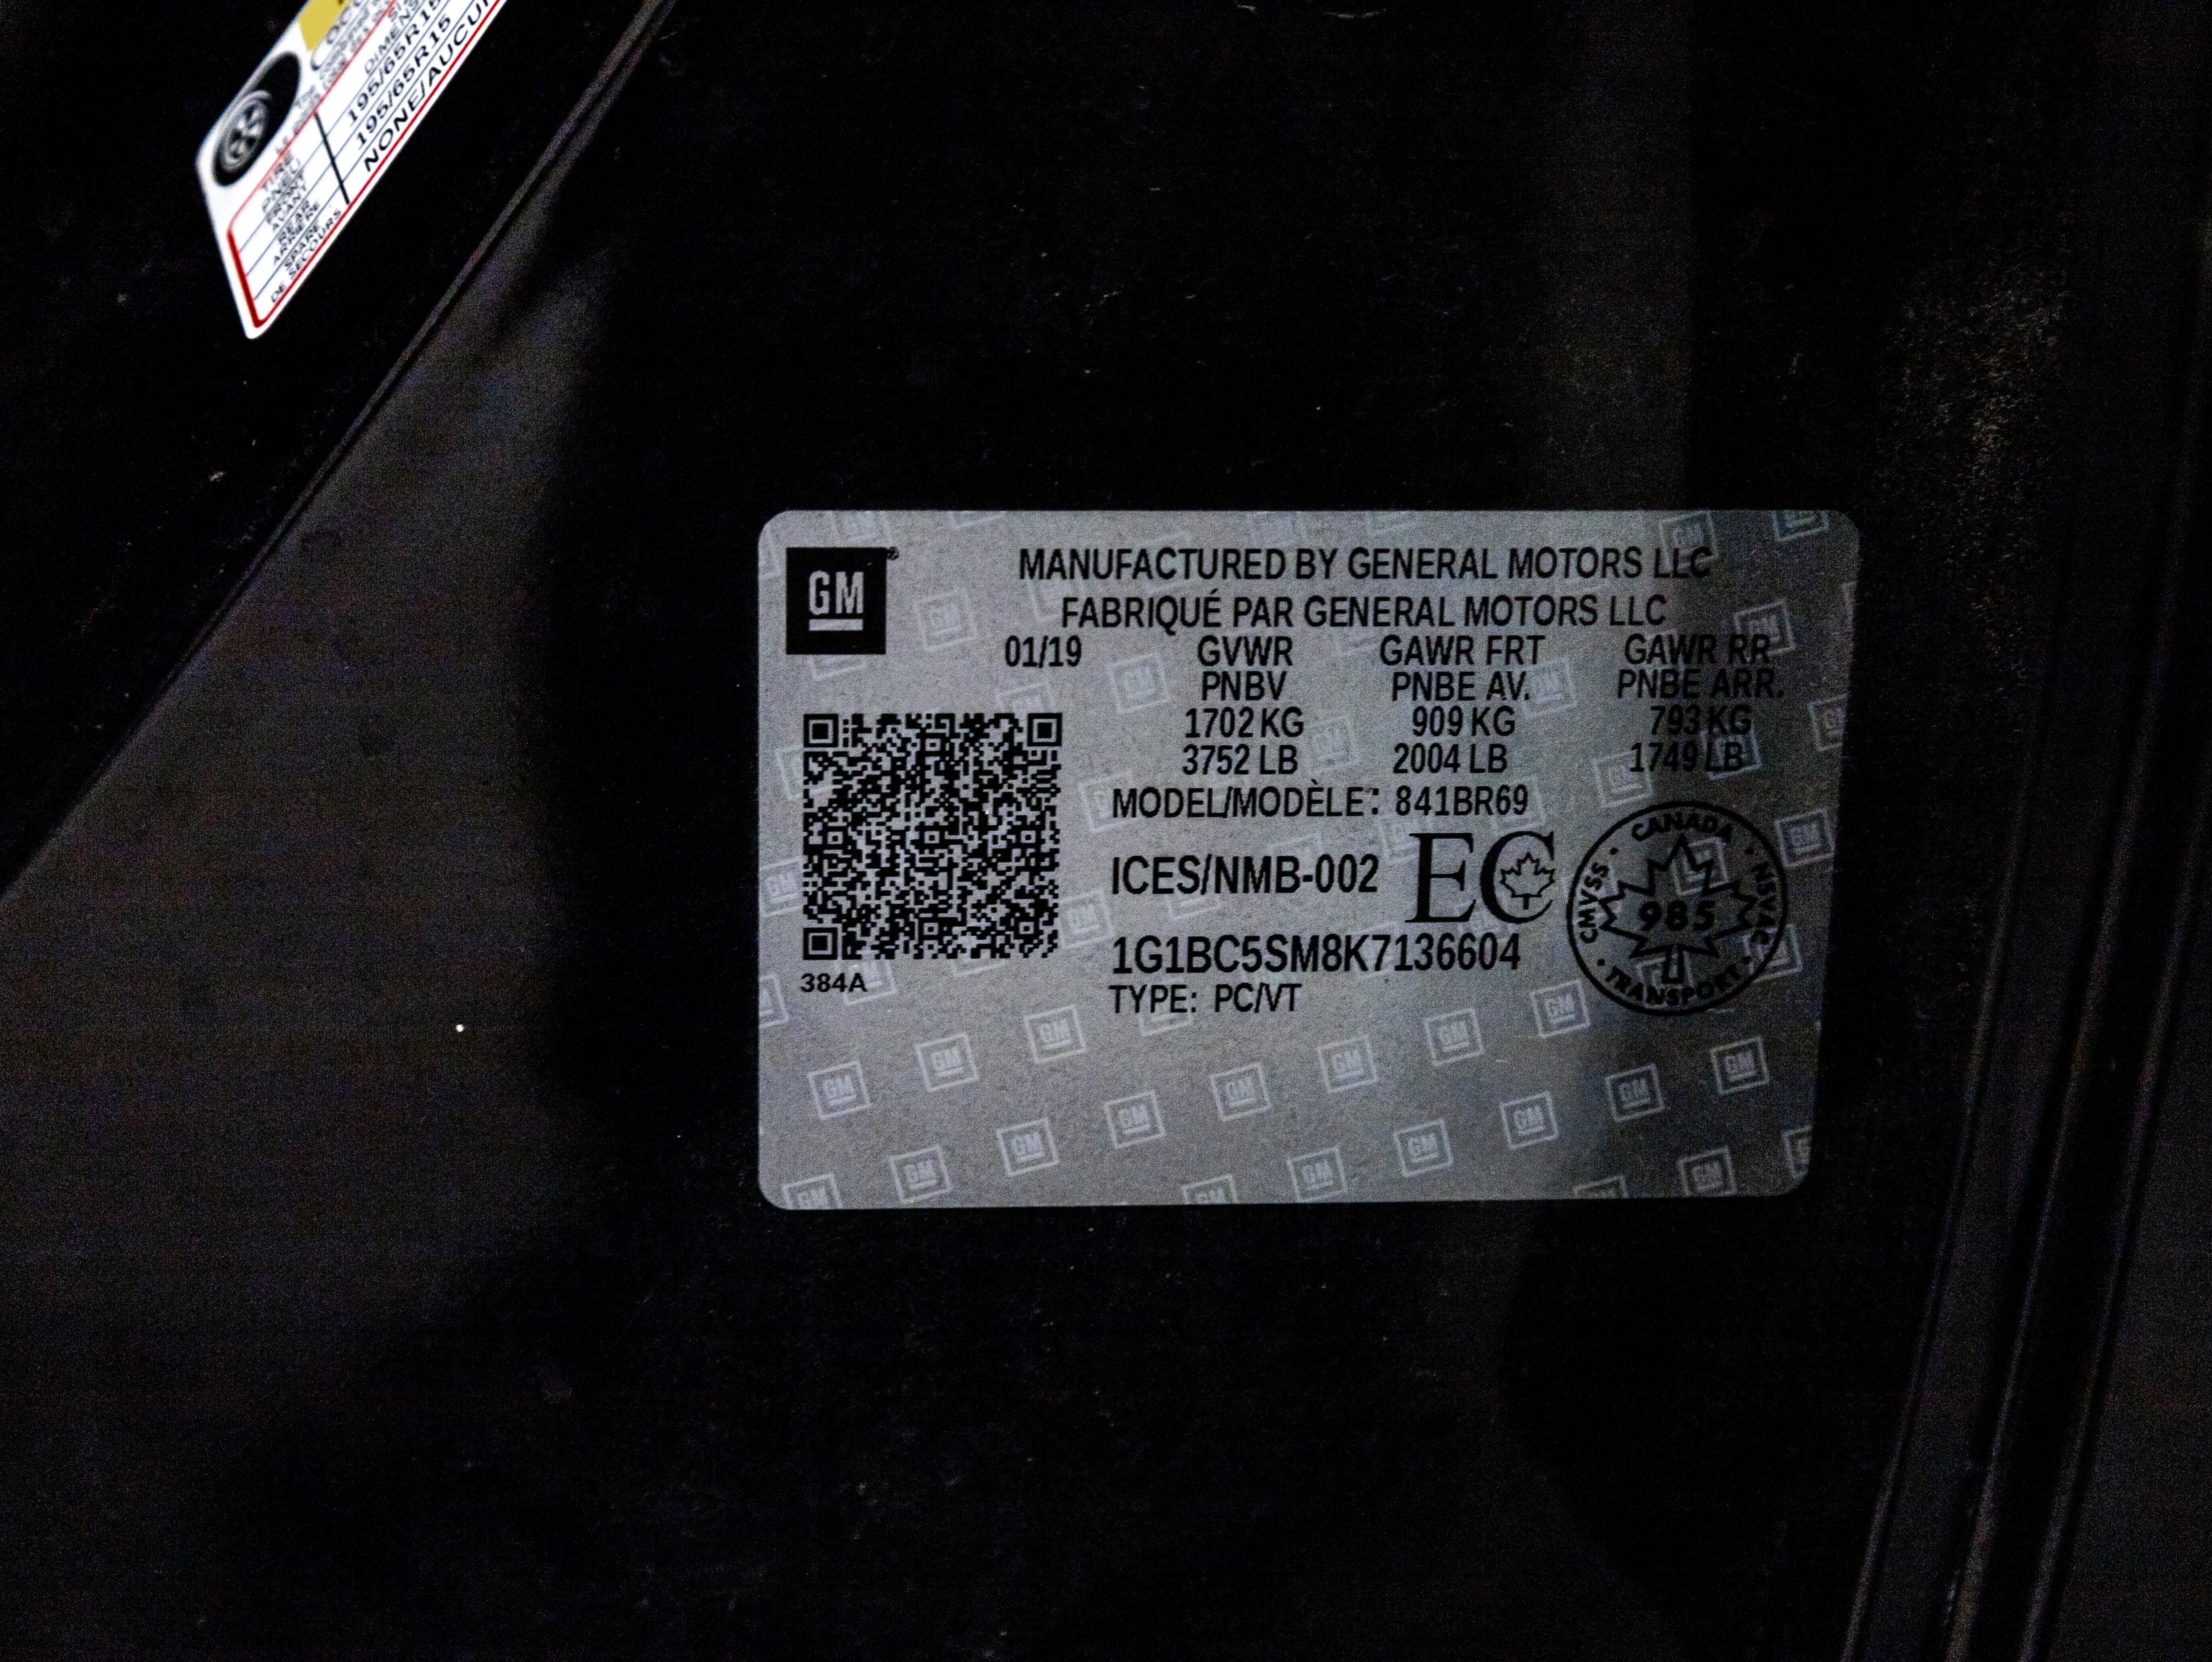 195/65R15
195/65R15
NONE/AUCU
TIRE
PNEU
FRONT
AVANT
REAR
ARRIÈRE
SPARE
DE SECOURS
GM
MANUFACTURED BY GENERAL MOTORS LLC
FABRIQUÉ PAR GENERAL MOTORS LLC
01/19 GVWR GAWR FRT GAWR RR
PNBV PNBE AV. PNBE ARR.
1702 KG 909 KG 793 KG
3752 LB 2004 LB 1749 LB
MODEL/MODÈLE: 841BR69
ICES/NMB-002 EC
1G1BC5SM8K7136604
TYPE: PC/VT
384A
CANADA
CMVSS 985 NSVAC
TRANSPORT